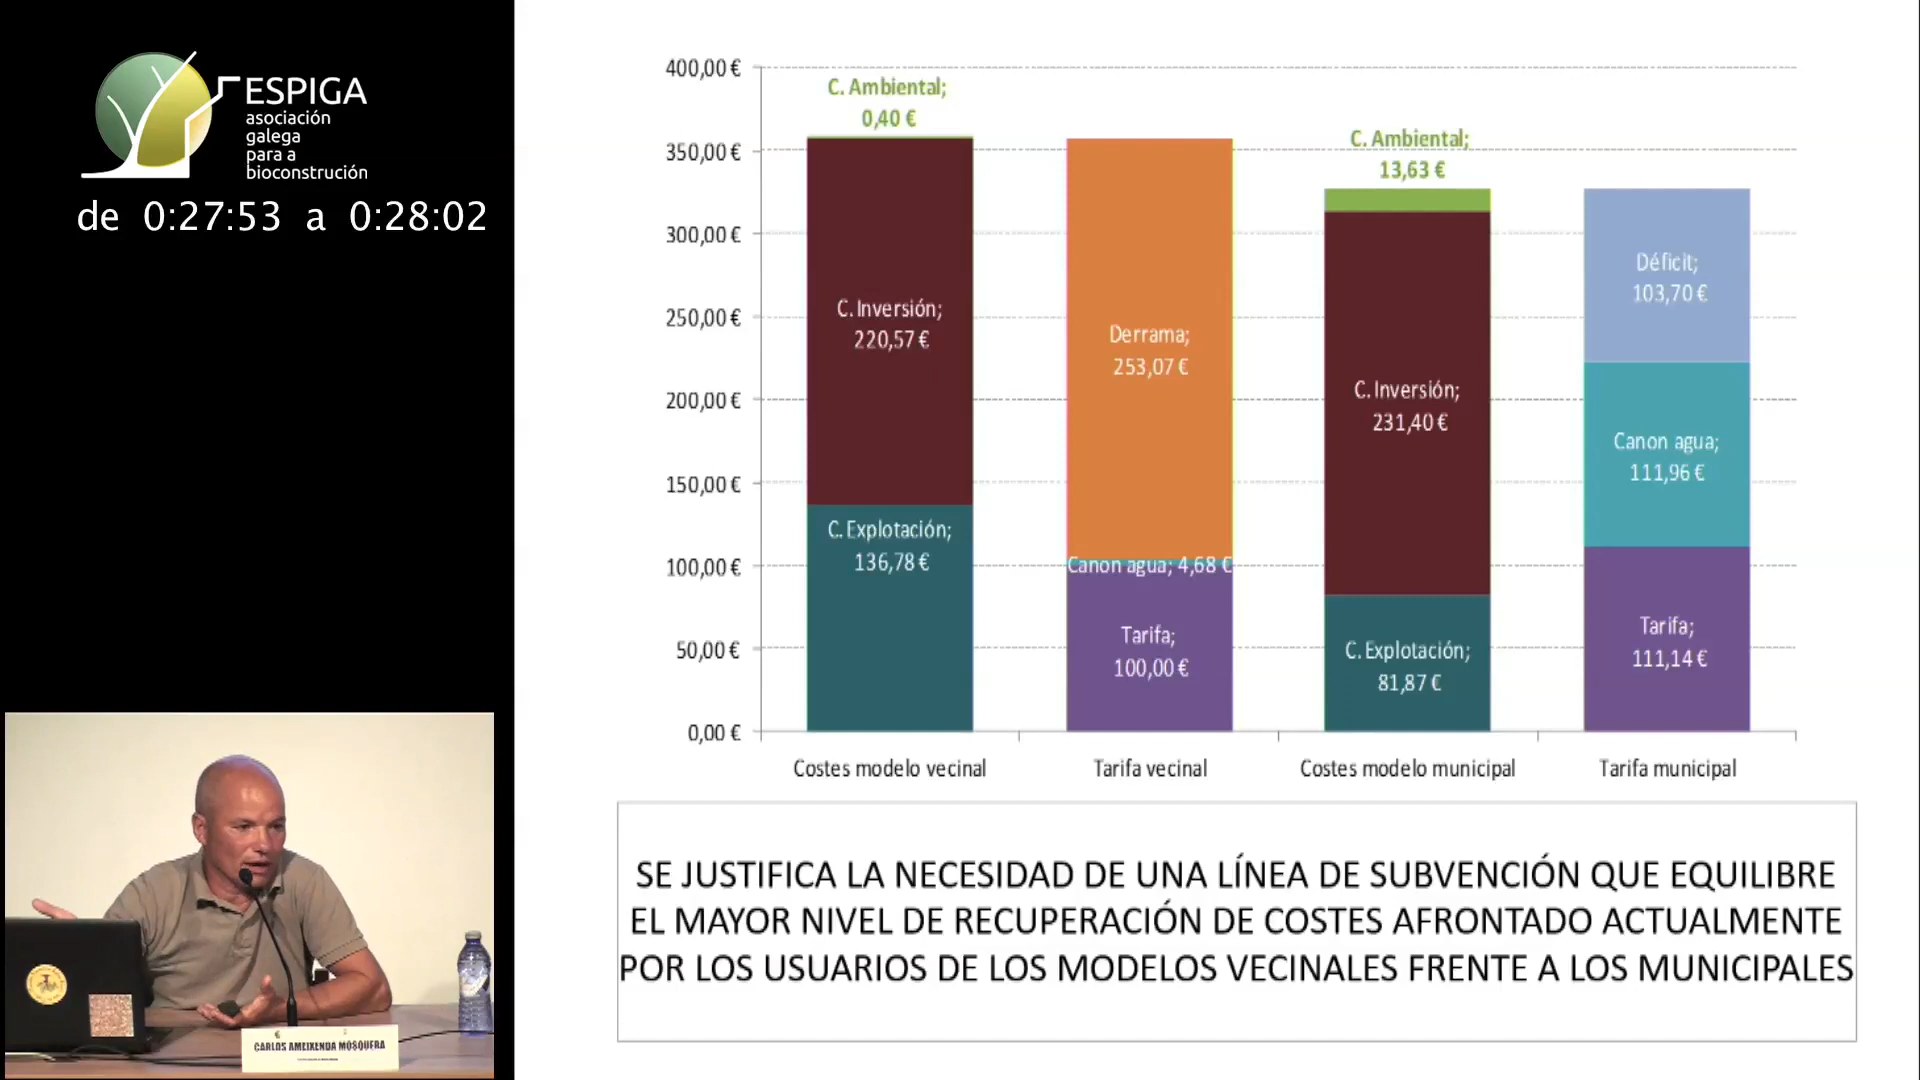 ESPIGA
asociación
galega
para a
bioconstrución
de 0:27:53 a 0:28:02
400,00 €
350,00 €
300,00 €
250,00 €
200,00 €
150,00 €
100,00 €
50,00 €
0,00 €
C. Ambiental;
0,40 €
C. Inversión;
220,57 €
C. Explotación;
136,78 €
Derrama;
253,07 €
Canon agua; 4,68 €
Tarifa;
100,00 €
C. Ambiental;
13,63 €
C. Inversión;
231,40 €
C. Explotación;
81,87 €
Déficit;
103,70 €
Canon agua;
111,96 €
Tarifa;
111,14 €
Costes modelo vecinal
Tarifa vecinal
Costes modelo municipal
Tarifa municipal
SE JUSTIFICA LA NECESIDAD DE UNA LÍNEA DE SUBVENCIÓN QUE EQUILIBRE
EL MAYOR NIVEL DE RECUPERACIÓN DE COSTES AFRONTADO ACTUALMENTE
POR LOS USUARIOS DE LOS MODELOS VECINALES FRENTE A LOS MUNICIPALES
CARLOS AMEIXENDA MOSQUERA